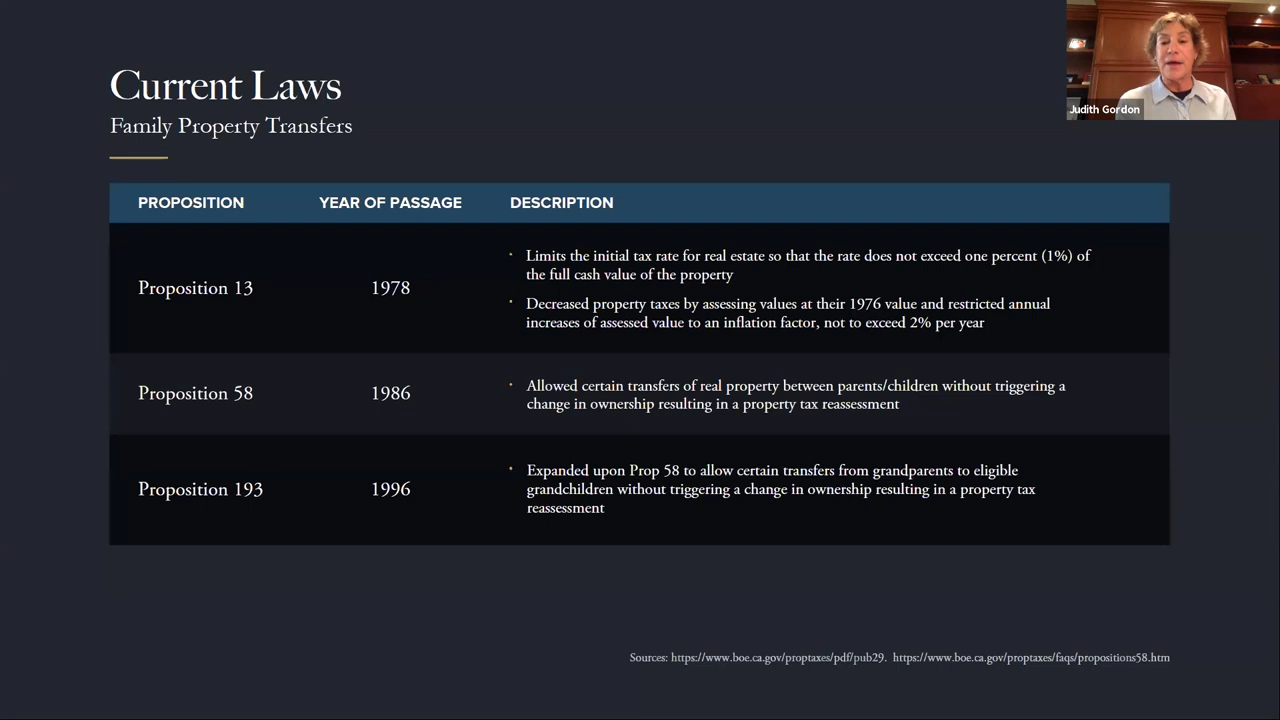 Judith Gordon
Current Laws
Family Property Transfers
PROPOSITION YEAR OF PASSAGE DESCRIPTION
Proposition 13 1978
· Limits the initial tax rate for real estate so that the rate does not exceed one percent (1%) of
the full cash value of the property
· Decreased property taxes by assessing values at their 1976 value and restricted annual
increases of assessed value to an inflation factor, not to exceed 2% per year
Proposition 58 1986
· Allowed certain transfers of real property between parents/children without triggering a
change in ownership resulting in a property tax reassessment
Proposition 193 1996
· Expanded upon Prop 58 to allow certain transfers from grandparents to eligible
grandchildren without triggering a change in ownership resulting in a property tax
reassessment
Sources: https://www.boe.ca.gov/proptaxes/pdf/pub29. https://www.boe.ca.gov/proptaxes/faqs/propositions58.htm